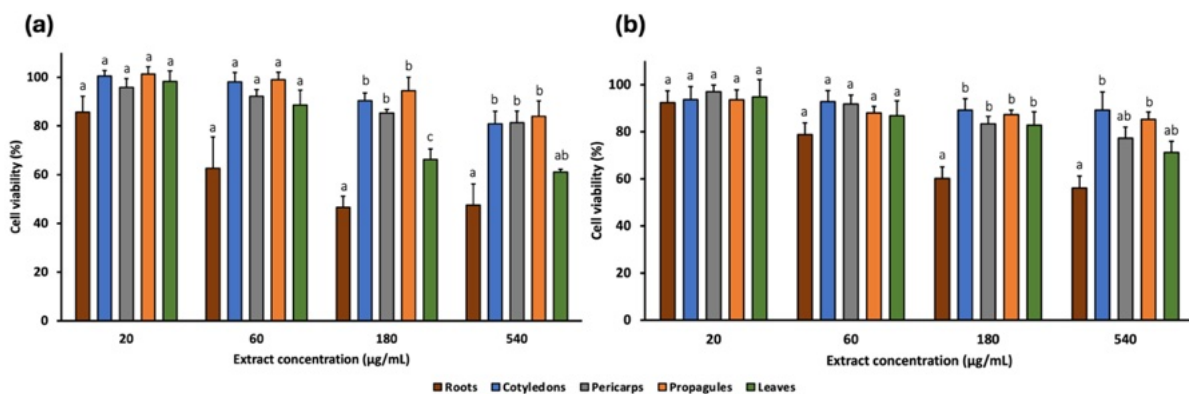 (a)
Cell viability (%)
100
80
60
40
20
0
a a a a a
a a a a a
a b b b c
a b b b ab
20 60 180 540
Extract concentration (µg/mL)
(b)
Cell viability (%)
100
80
60
40
20
0
a a a a a
a a a a a
a b b b b
a b ab b ab
20 60 180 540
Extract concentration (µg/mL)
Roots Cotyledons Pericarps Propagules Leaves